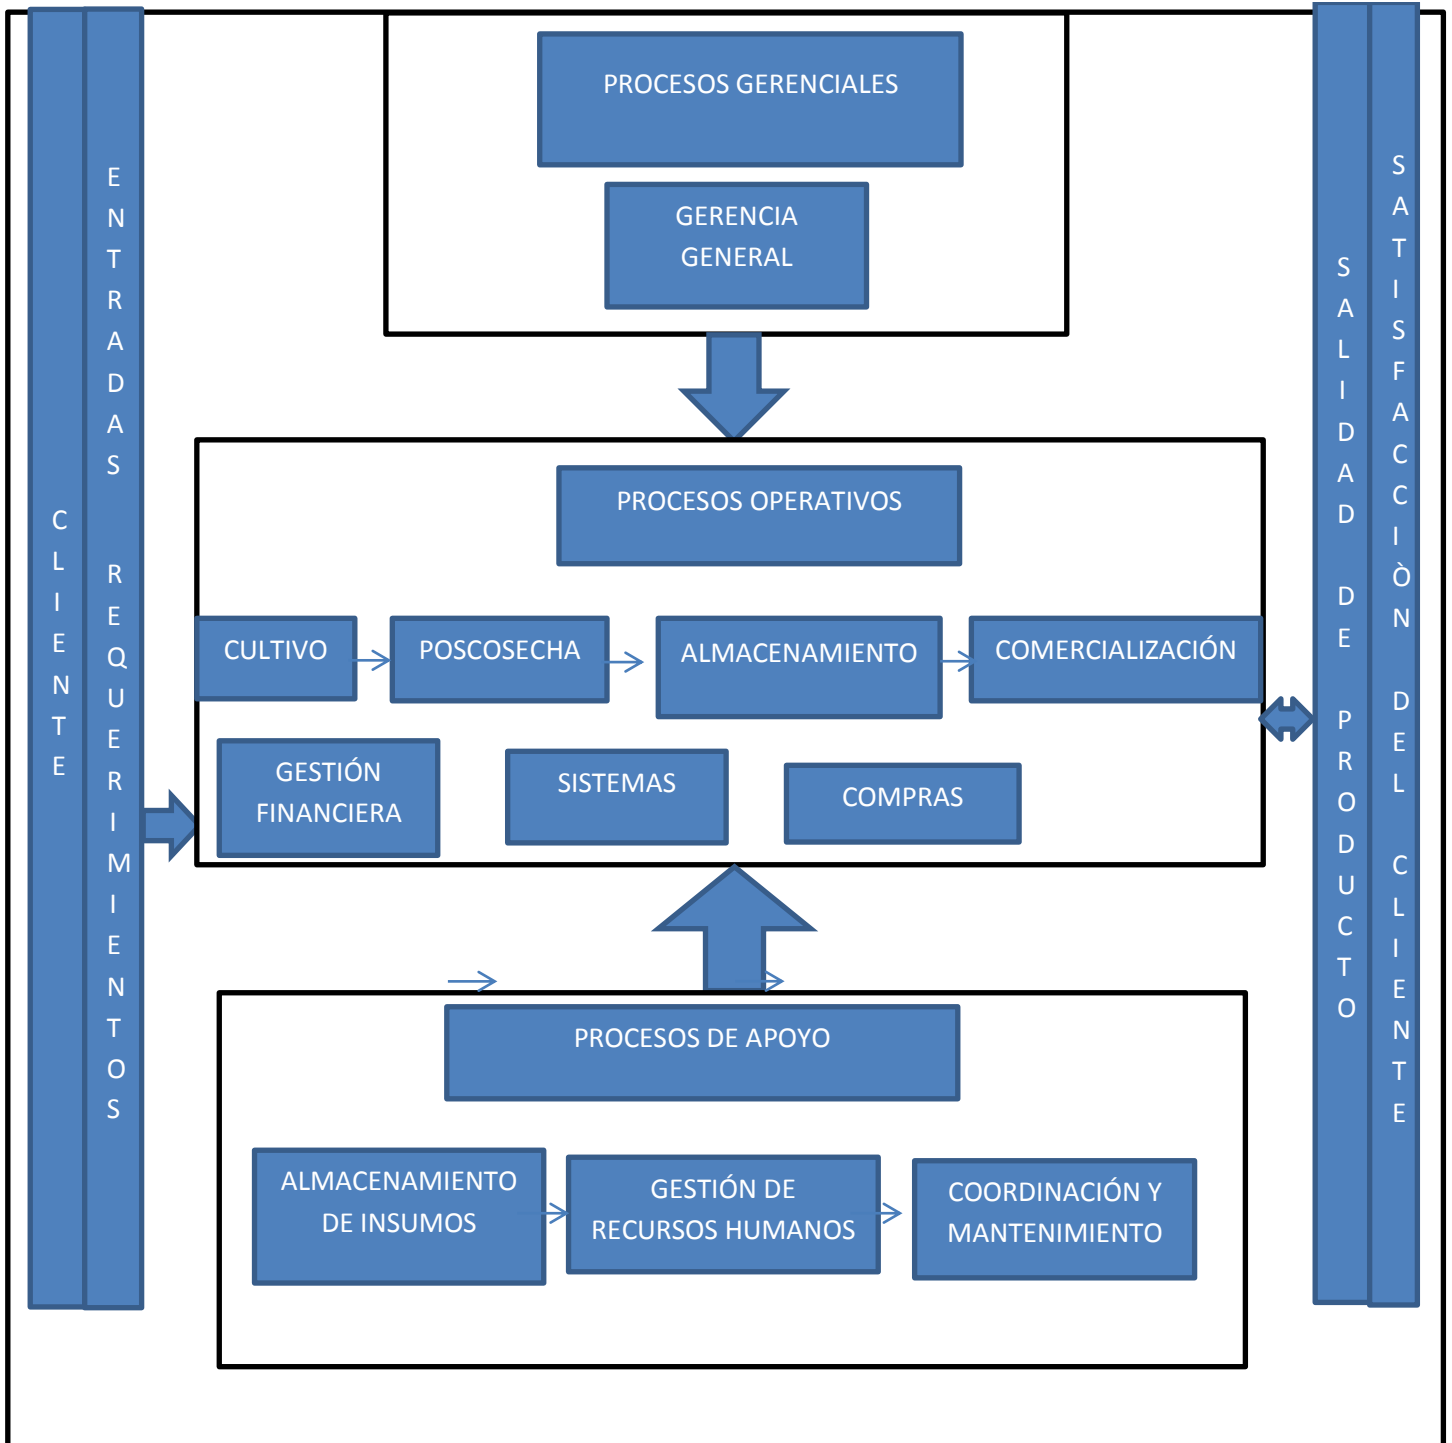 CLIENTE
ENTRADAS REQUERIMIENTOS
PROCESOS GERENCIALES
GERENCIA
GENERAL
PROCESOS OPERATIVOS
CULTIVO
POSCOSECHA
ALMACENAMIENTO
COMERCIALIZACIÓN
GESTIÓN
FINANCIERA
SISTEMAS
COMPRAS
PROCESOS DE APOYO
ALMACENAMIENTO
DE INSUMOS
GESTIÓN DE
RECURSOS HUMANOS
COORDINACIÓN Y
MANTENIMIENTO
SALIDAD DE PRODUCTO
SATISFACCIÒN DEL CLIENTE